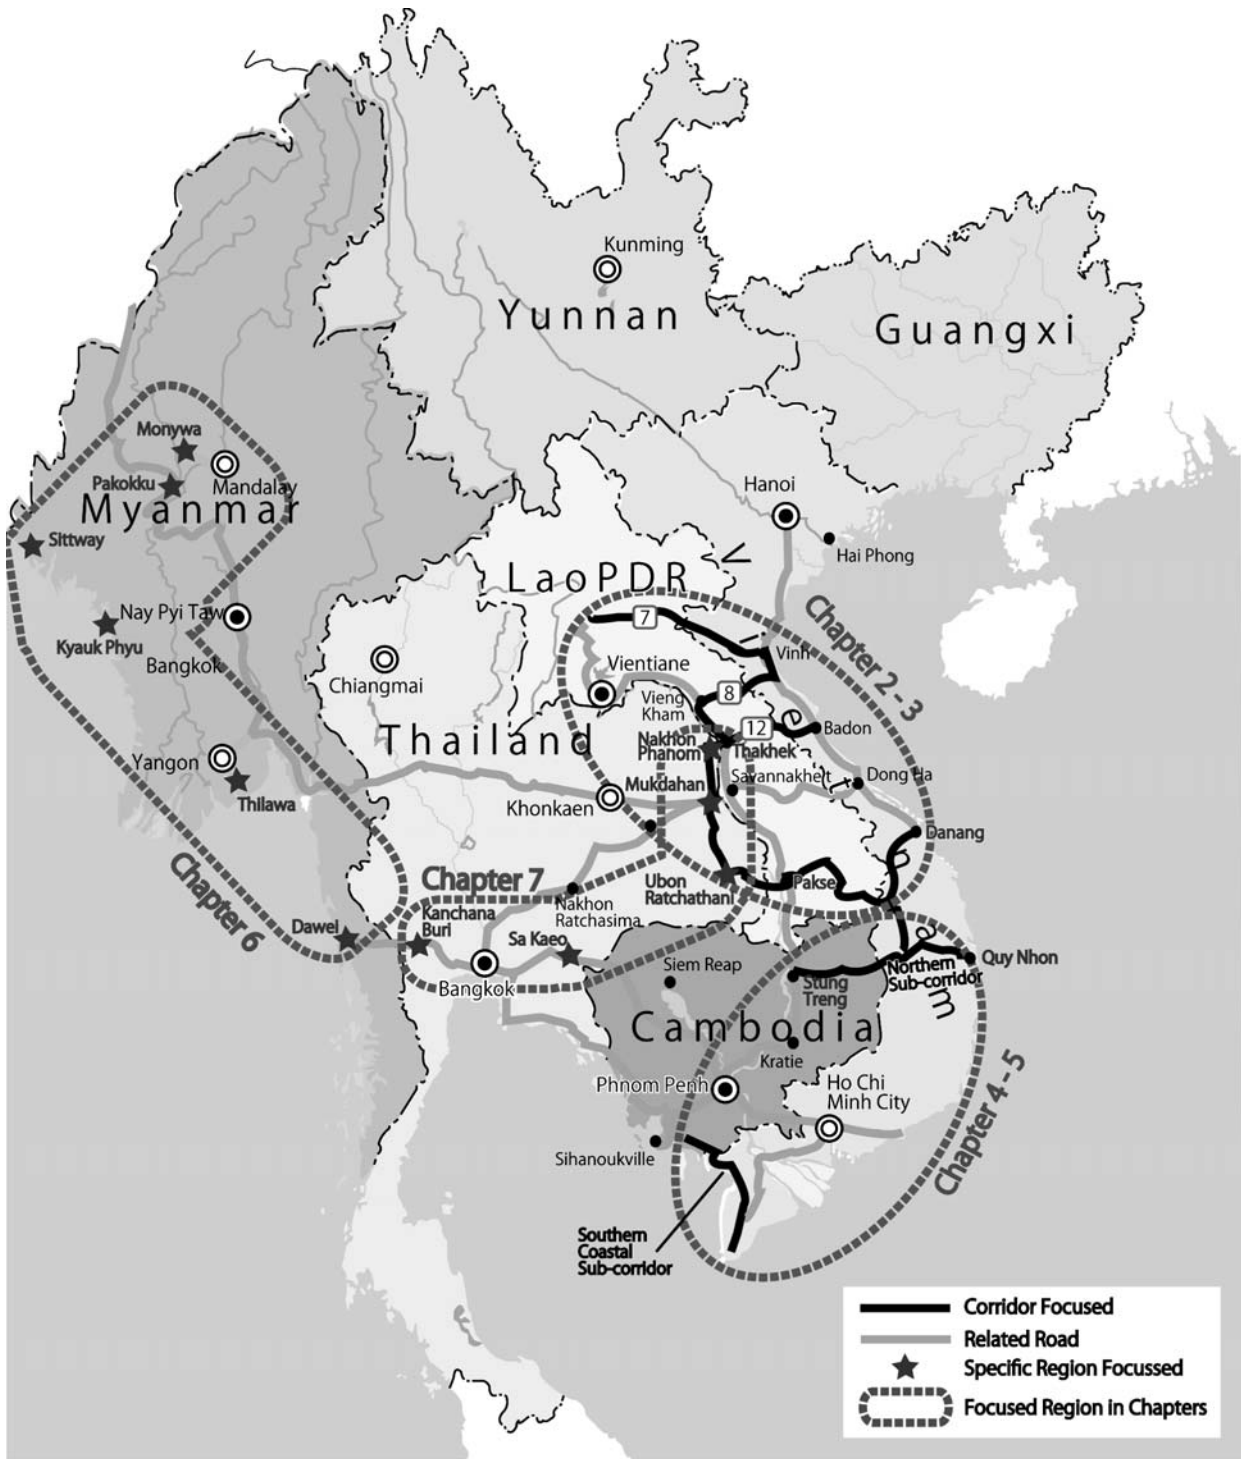 Kunming
Yunnan
Guangxi
Monywa
Pakokku
Mandalay
Myanmar
Hanoi
Sittway
Hai Phong
LaoPDR
Vietnam
Nay Pyi Taw
Kyauk Phyu
Bangkok
7
Chapter 2 - 3
Vinh
Chiangmai
Vientiane
Vieng
Kham
8
12
Badon
Thailand
Nakhon
Phanom
Thakhek
Yangon
Thilawa
Mukdahan
Savannakhet
Dong Ha
Khonkaen
Danang
Chapter 6
Chapter 7
Ubon
Ratchathani
Pakse
Nakhon
Ratchasima
Dawel
Kanchana
Buri
Sa Kaeo
Bangkok
Siem Reap
Stung
Treng
Northern
Sub-corridor
Quy Nhon
Cambodia
Kratie
Phnom Penh
Ho Chi
Minh City
Chapter 4 - 5
Sihanoukville
Southern
Coastal
Sub-corridor
Corridor Focused
Related Road
Specific Region Focussed
Focused Region in Chapters